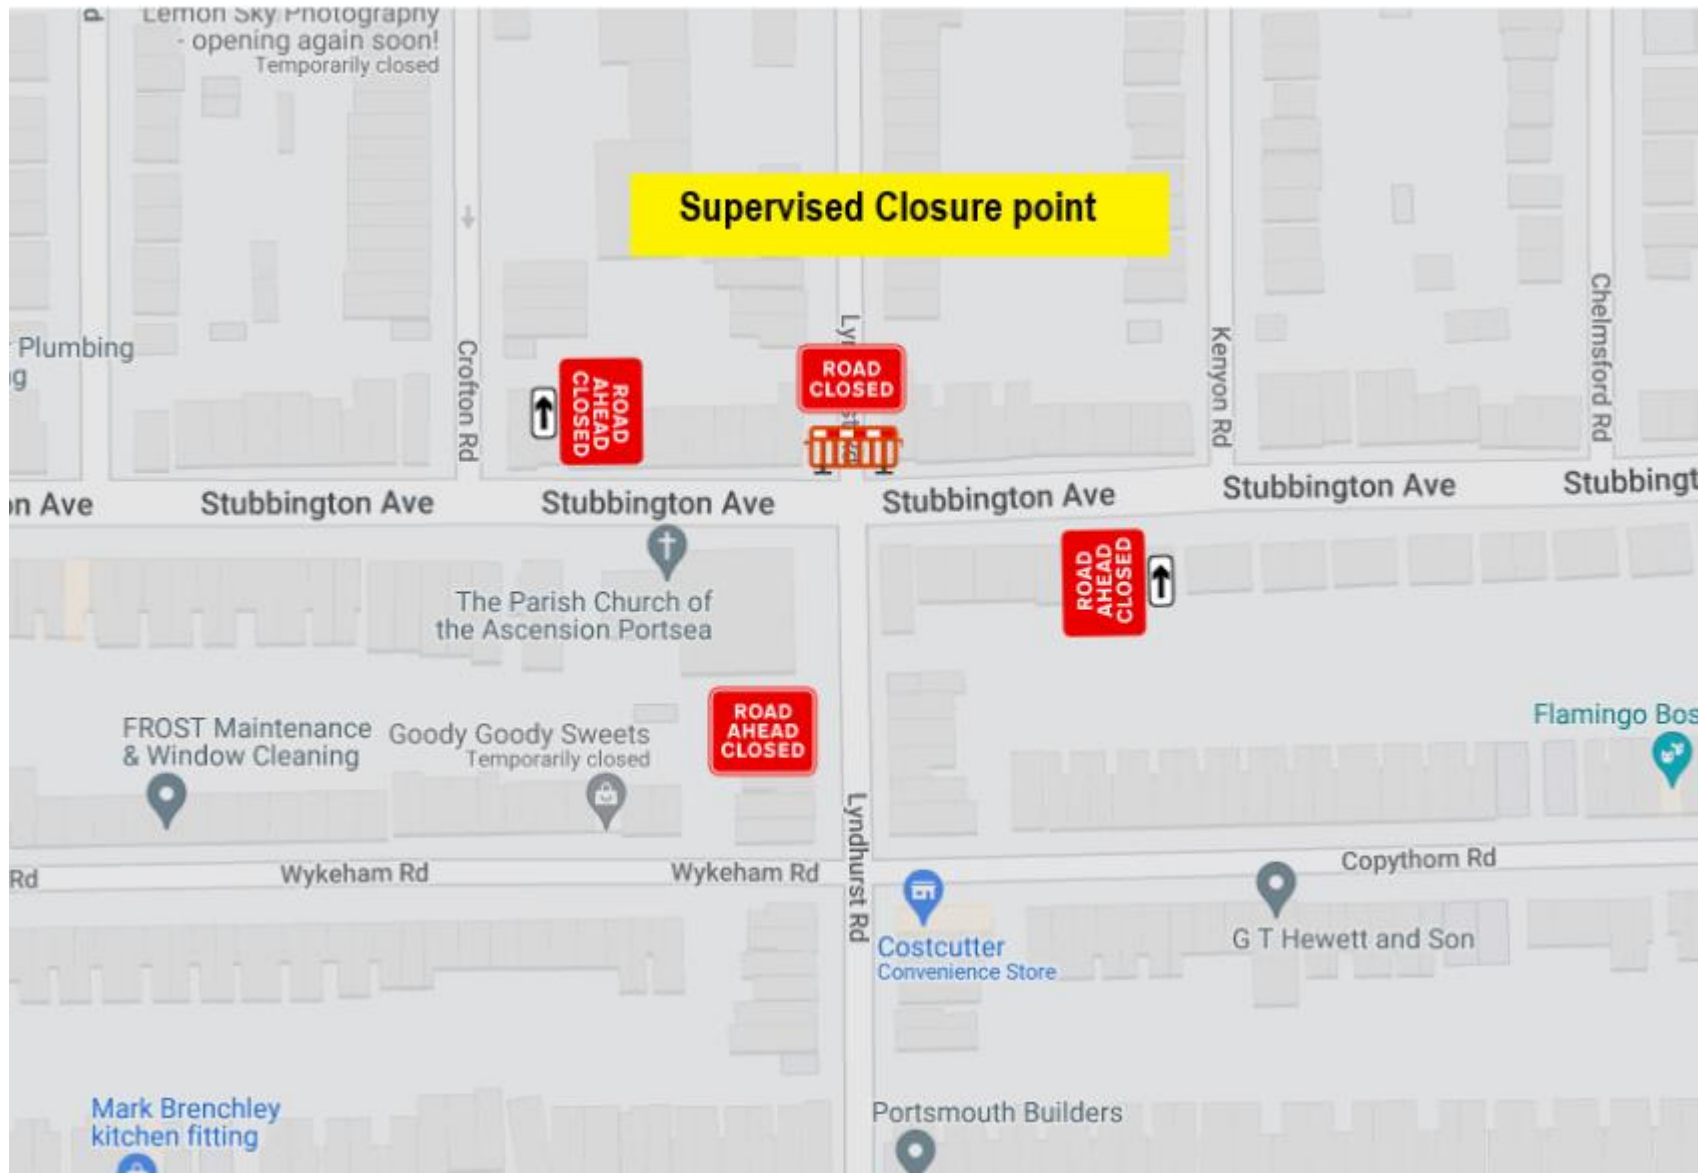 Lemon Sky Photography
- opening again soon!
Temporarily closed
Supervised Closure point
Plumbing
g
Crofton Rd
ROAD
AHEAD
CLOSED
ROAD
CLOSED
Kenyon Rd
Chelmsford Rd
on Ave
Stubbington Ave
Stubbington Ave
Stubbington Ave
Stubbington Ave
Stubbingt
The Parish Church of
the Ascension Portsea
ROAD
AHEAD
CLOSED
FROST Maintenance
& Window Cleaning
Goody Goody Sweets
Temporarily closed
ROAD
AHEAD
CLOSED
Flamingo Bos
Lyndhurst Rd
Rd
Wykeham Rd
Wykeham Rd
Copythorn Rd
Costcutter
Convenience Store
G T Hewett and Son
Mark Brenchley
kitchen fitting
Portsmouth Builders